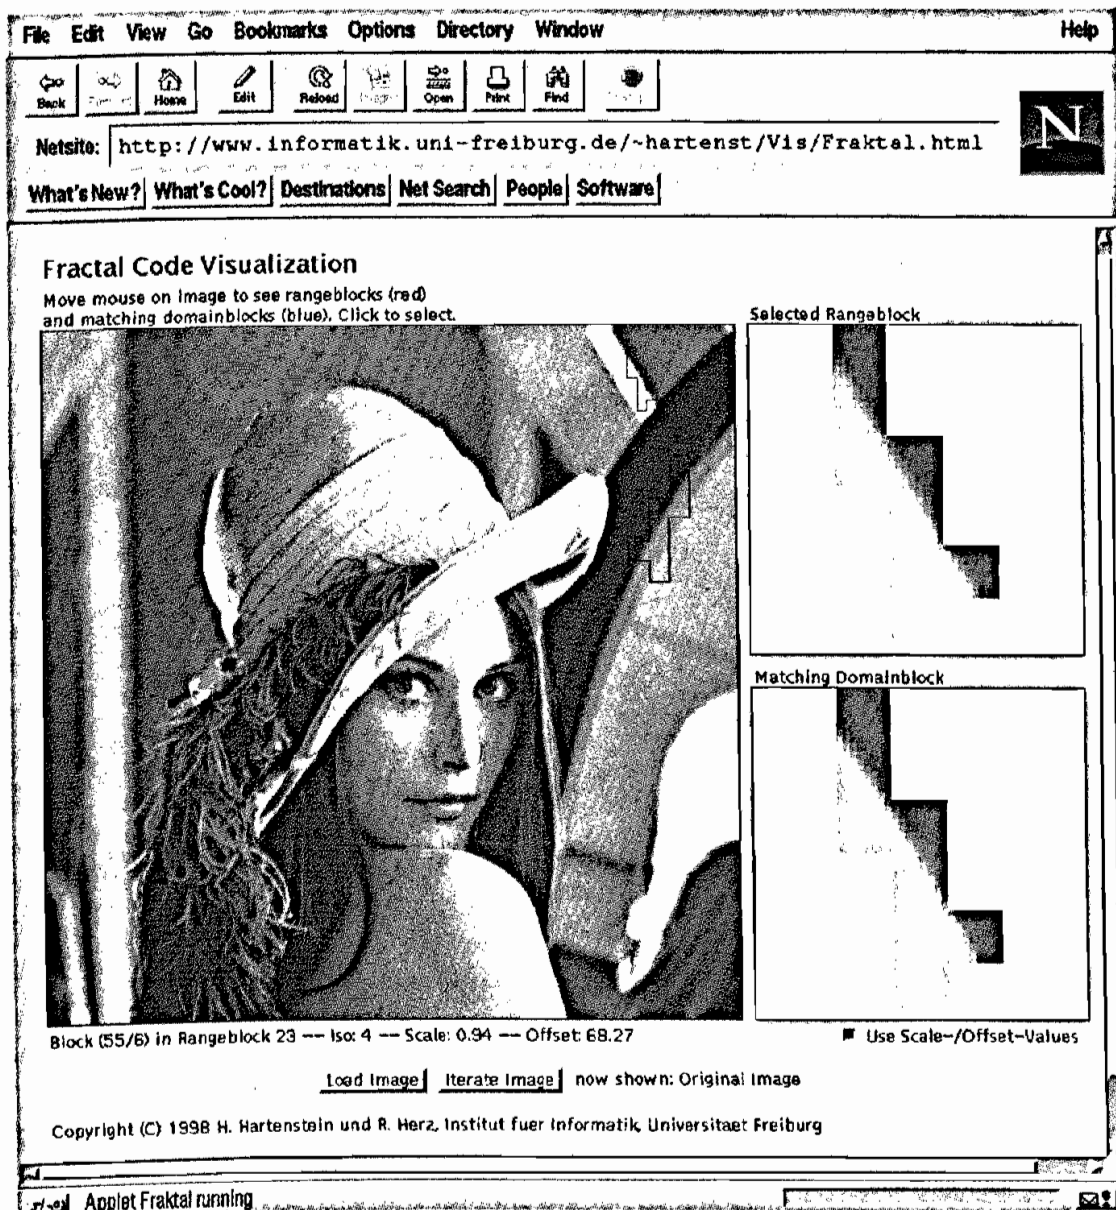 File Edit View Go Bookmarks Options Directory Window Help
Back Home Edit Reload Open Print Find
Netsite: http://www.informatik.uni-freiburg.de/~hartenst/Vis/Fraktal.html
N
What's New? What's Cool? Destinations Net Search People Software
Fractal Code Visualization
Move mouse on image to see rangeblocks (red)
and matching domainblocks (blue). Click to select.
Selected Rangeblock
Matching Domainblock
Block (55/6) in Rangeblock 23 -- Iso: 4 -- Scale: 0.94 -- Offset: 68.27
Use Scale-/Offset-Values
Load Image Iterate Image now shown: Original Image
Copyright (C) 1998 H. Hartenstein und R. Herz, Institut fuer Informatik, Universitaet Freiburg
Applet Fraktal running